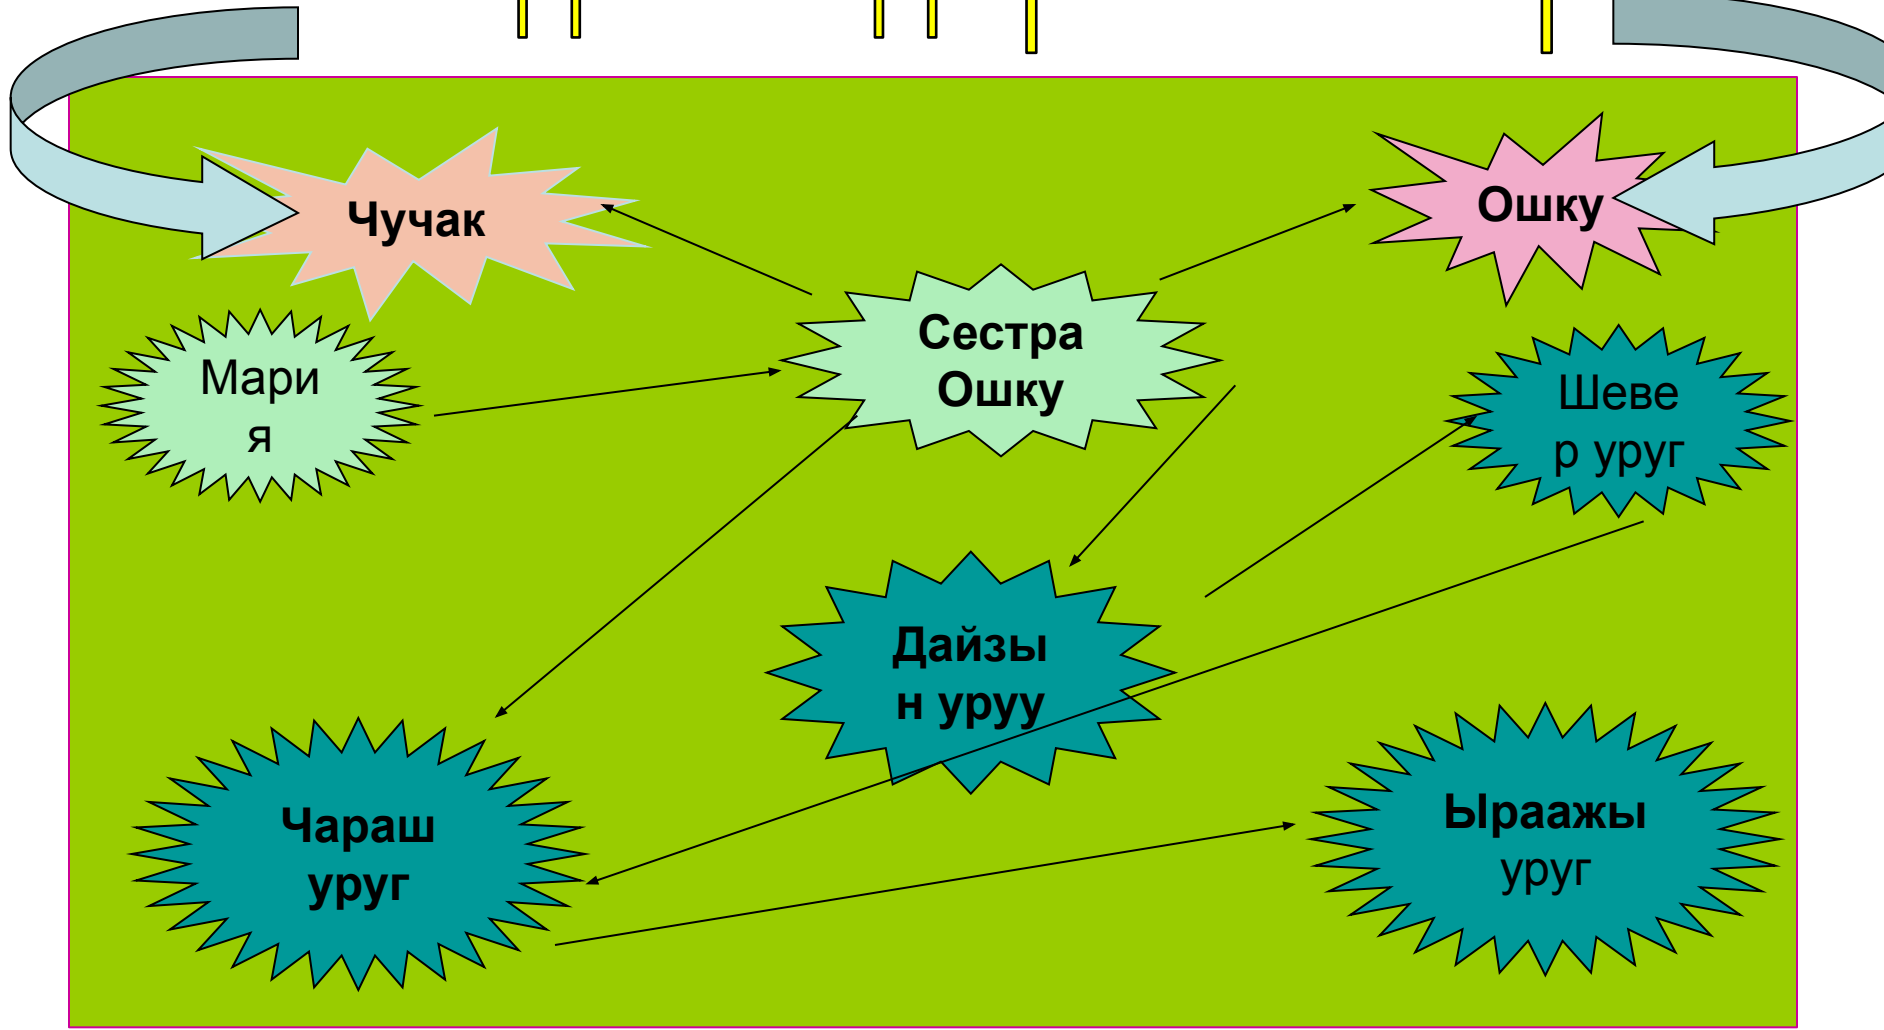 Чучак
Ошку
Сестра
Ошку
Мари
я
Шеве
р уруг
Дайзы
н уруу
Чараш
уруг
Ыраажы
уруг